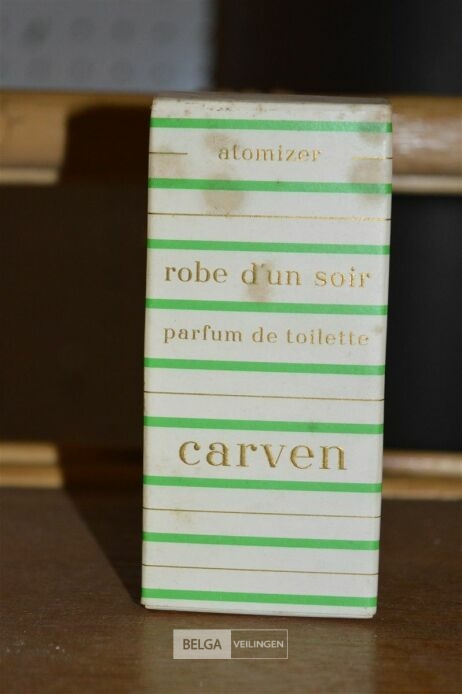 atomizer
robe d'un soir
parfum de toilette
carven
BELGA VEILINGEN